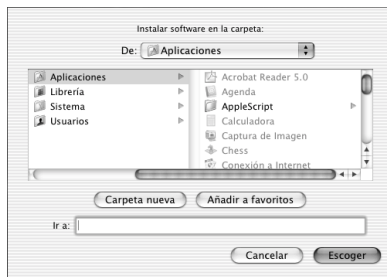 Instalar software en la carpeta:
De: Aplicaciones
Aplicaciones
Librería
Sistema
Usuarios
Acrobat Reader 5.0
Agenda
AppleScript
Calculadora
Captura de Imagen
Chess
Conexión a Internet
Carpeta nueva
Añadir a favoritos
Ir a:
Cancelar
Escoger